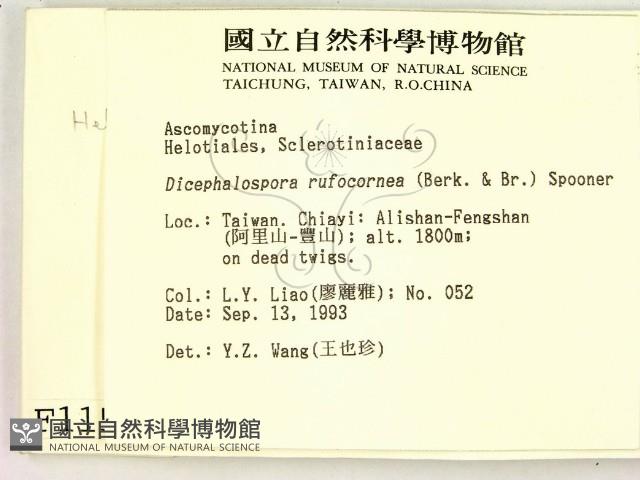 國立自然科學博物館
NATIONAL MUSEUM OF NATURAL SCIENCE
TAICHUNG, TAIWAN, R.O.CHINA
Ascomycotina
Helotiales, Sclerotiniaceae
Dicephalospora rufocornea (Berk. & Br.) Spooner
Loc.: Taiwan. Chiayi: Alishan-Fengshan
(阿里山-豐山); alt. 1800m;
on dead twigs.
Col.: L.Y. Liao(廖麗雅); No. 052
Date: Sep. 13, 1993
Det.: Y.Z. Wang(王也珍)
國立自然科學博物館
NATIONAL MUSEUM OF NATURAL SCIENCE